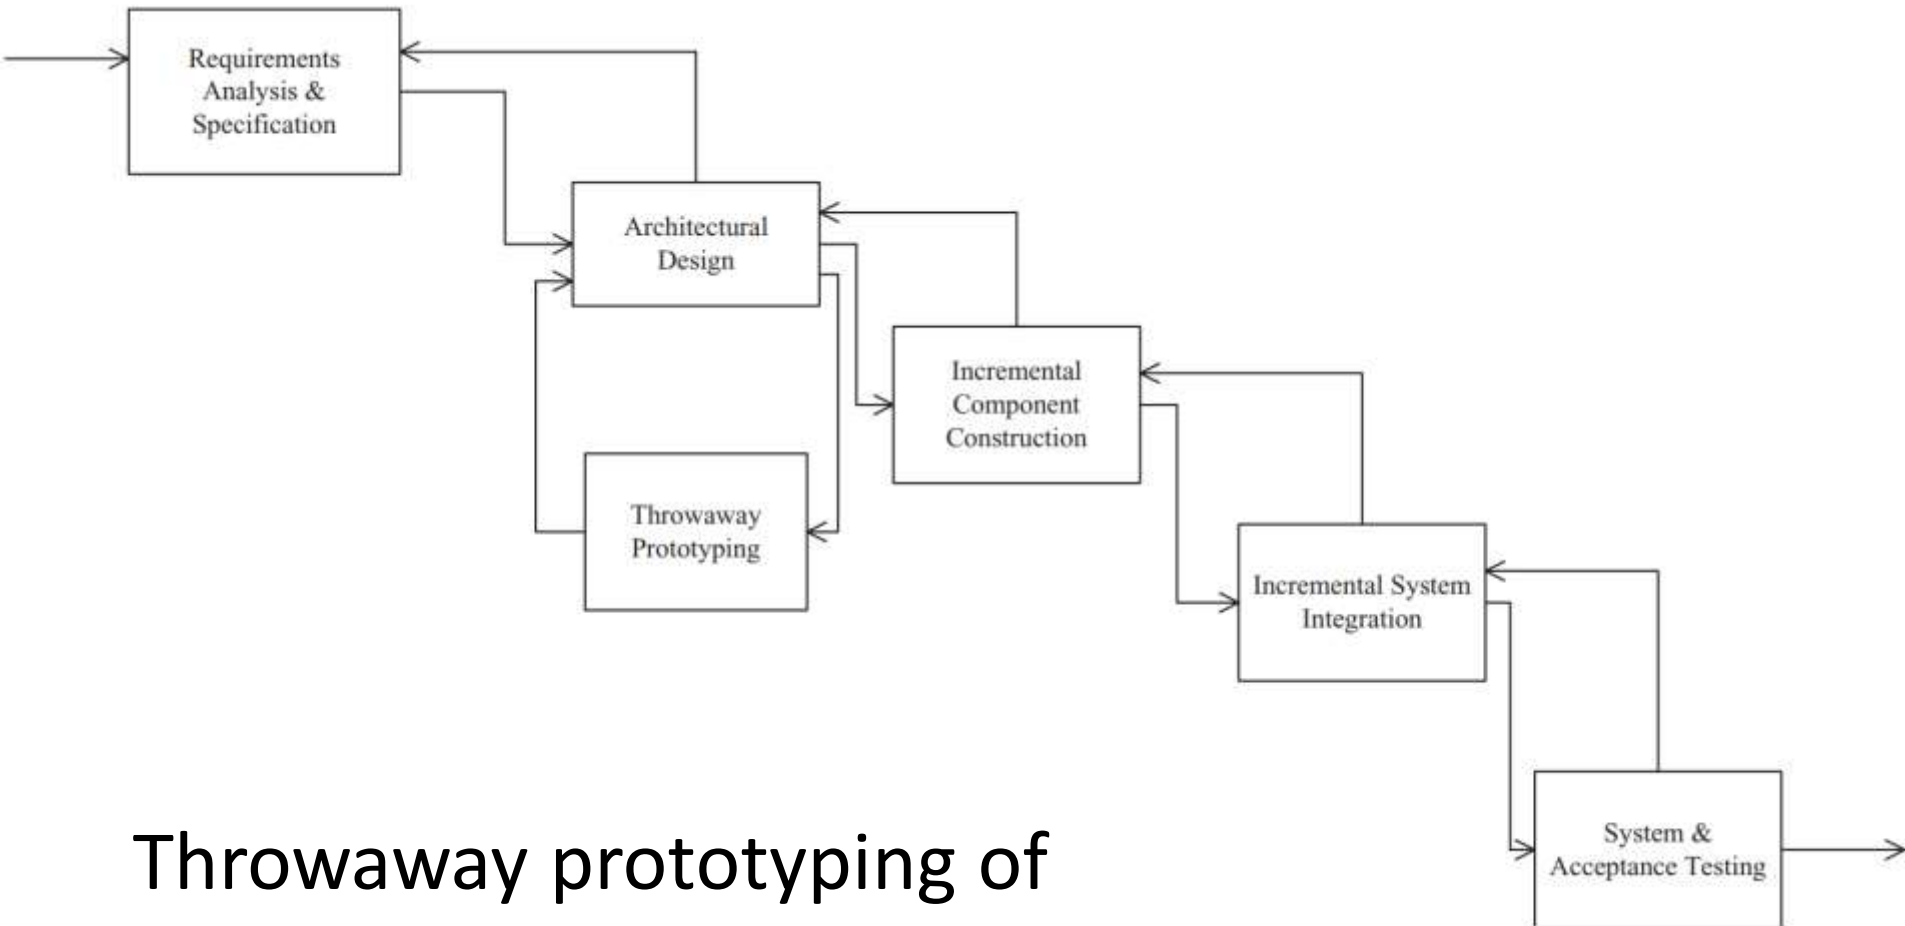 Requirements
Analysis &
Specification
Architectural
Design
Incremental
Component
Construction
Throwaway
Prototyping
Incremental System
Integration
System &
Acceptance Testing
Throwaway prototyping of